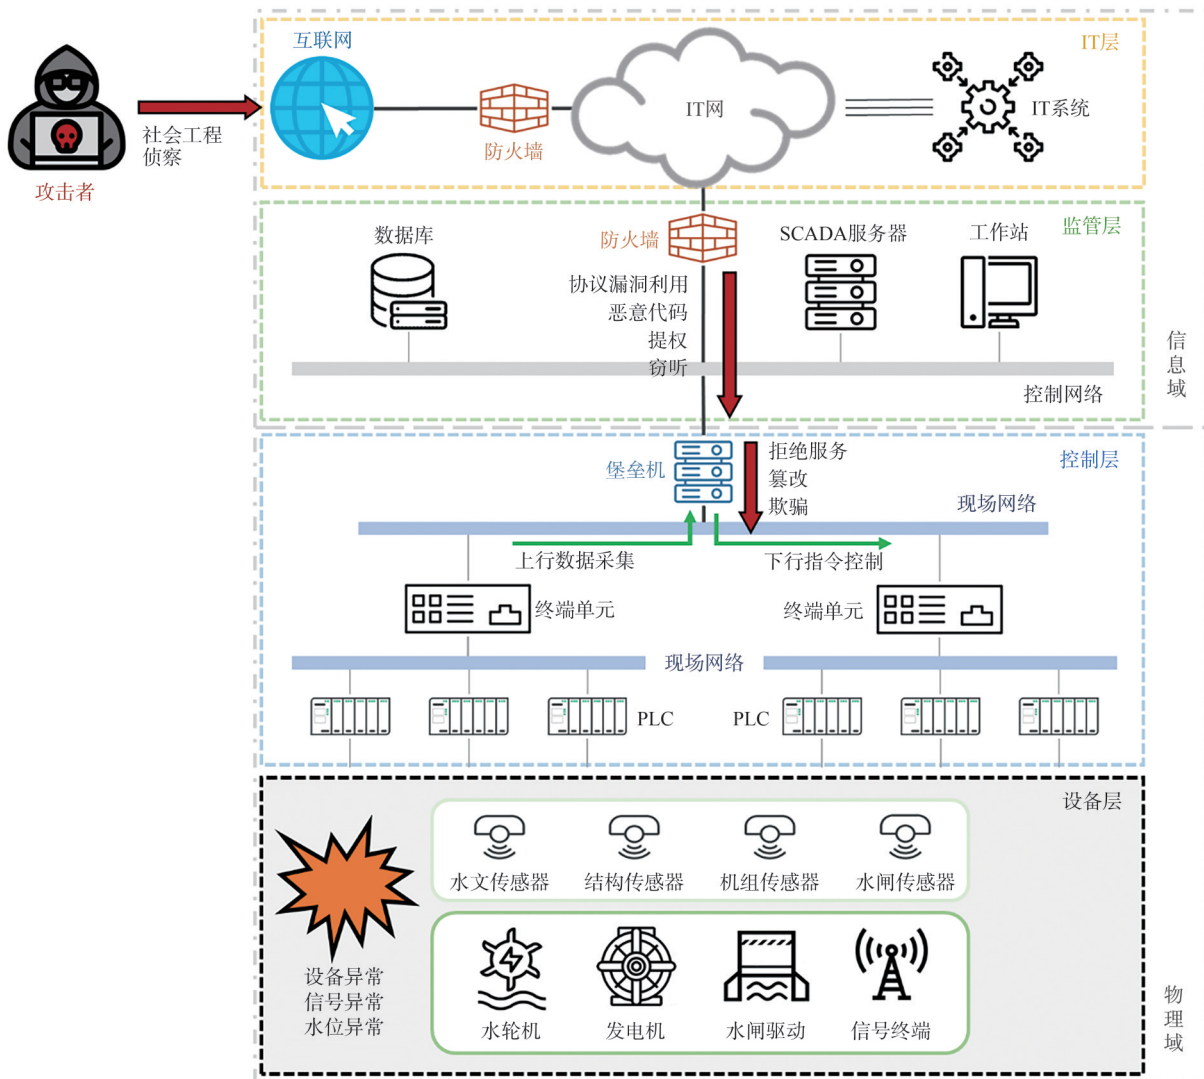 互联网
IT层
IT网
IT系统
社会工程
侦察
防火墙
攻击者
监管层
数据库
防火墙
SCADA服务器
工作站
协议漏洞利用
恶意代码
提权
窃听
控制网络
信息域
堡垒机
拒绝服务
篡改
欺骗
控制层
现场网络
上行数据采集
下行指令控制
终端单元
终端单元
现场网络
PLC
PLC
设备层
水文传感器
结构传感器
机组传感器
水闸传感器
设备异常
信号异常
水位异常
水轮机
发电机
水闸驱动
信号终端
物理域